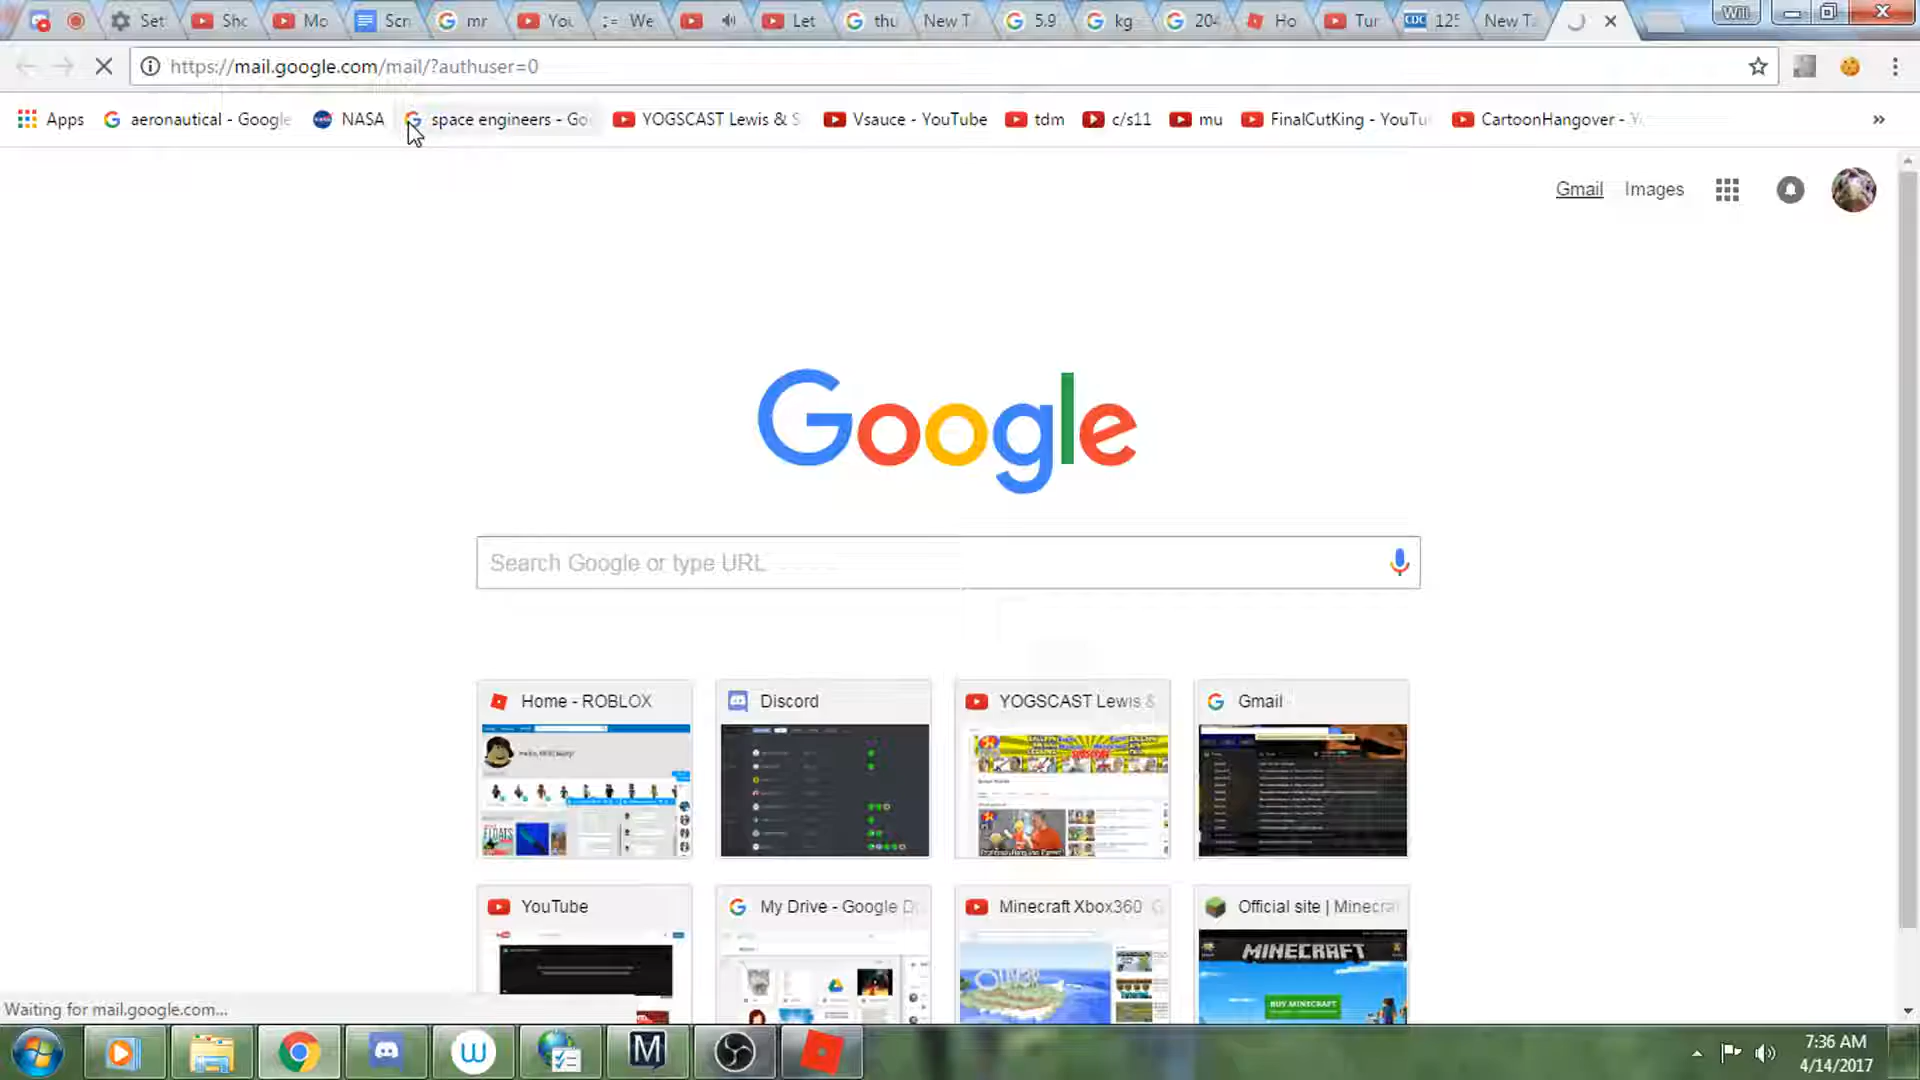 Set
Sho
Mo
Scr
mr
You
:= We
Let
thu
New T
5.9
kg
204
Ho
Tur
CDC 125
New T
Will
https://mail.google.com/mail/?authuser=0
Apps
aeronautical - Google
NASA
space engineers - Go
YOGSCAST Lewis & S
Vsauce - YouTube
tdm
c/s11
mu
FinalCutKing - YouTu
CartoonHangover - Y
»
Gmail
Images
Google
Search Google or type URL
Home - ROBLOX
Discord
YOGSCAST Lewis &
Gmail
YouTube
My Drive - Google D
Minecraft Xbox360
Official site | Minecra
MINECRAFT
BUY MINECRAFT
Waiting for mail.google.com...
7:36 AM
4/14/2017